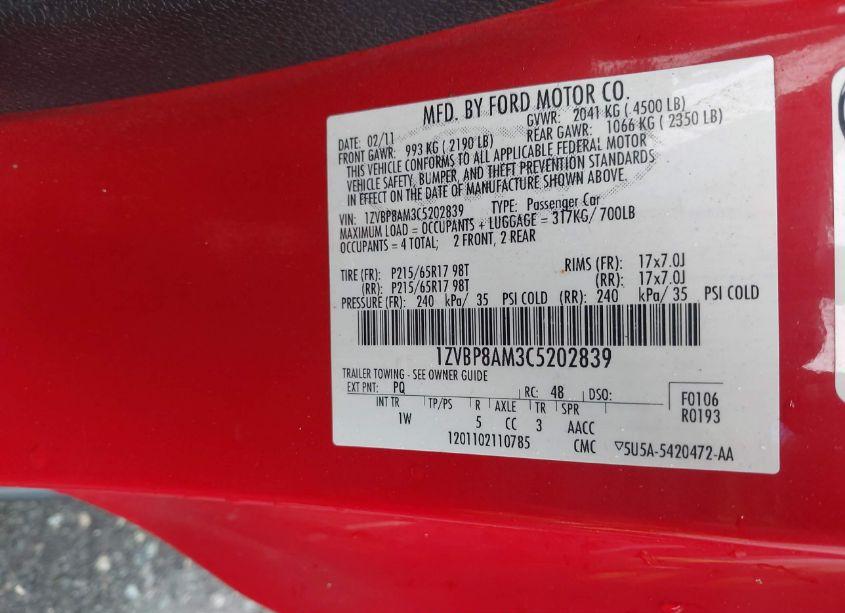 MFD. BY FORD MOTOR CO.
DATE: 02/11 GVWR: 2041 KG ( 4500 LB)
FRONT GAWR: 993 KG ( 2190 LB) REAR GAWR: 1066 KG ( 2350 LB)
THIS VEHICLE CONFORMS TO ALL APPLICABLE FEDERAL MOTOR
VEHICLE SAFETY, BUMPER, AND THEFT PREVENTION STANDARDS
IN EFFECT ON THE DATE OF MANUFACTURE SHOWN ABOVE.
VIN: 1ZVBP8AM3C5202839 TYPE: Passenger Car
MAXIMUM LOAD = OCCUPANTS + LUGGAGE = 317KG/ 700LB
OCCUPANTS = 4 TOTAL; 2 FRONT, 2 REAR
TIRE (FR): P215/65R17 98T RIMS (FR): 17x7.0J
(RR): P215/65R17 98T (RR): 17x7.0J
PRESSURE (FR): 240 kPa/ 35 PSI COLD (RR): 240 kPa/ 35 PSI COLD
1ZVBP8AM3C5202839
TRAILER TOWING - SEE OWNER GUIDE
EXT PNT: PQ RC: 48 DSO: F0106
INT TR TP/PS R AXLE TR SPR R0193
1W 5 CC 3 AACC
1201102110785 CMC ▽5U5A-5420472-AA